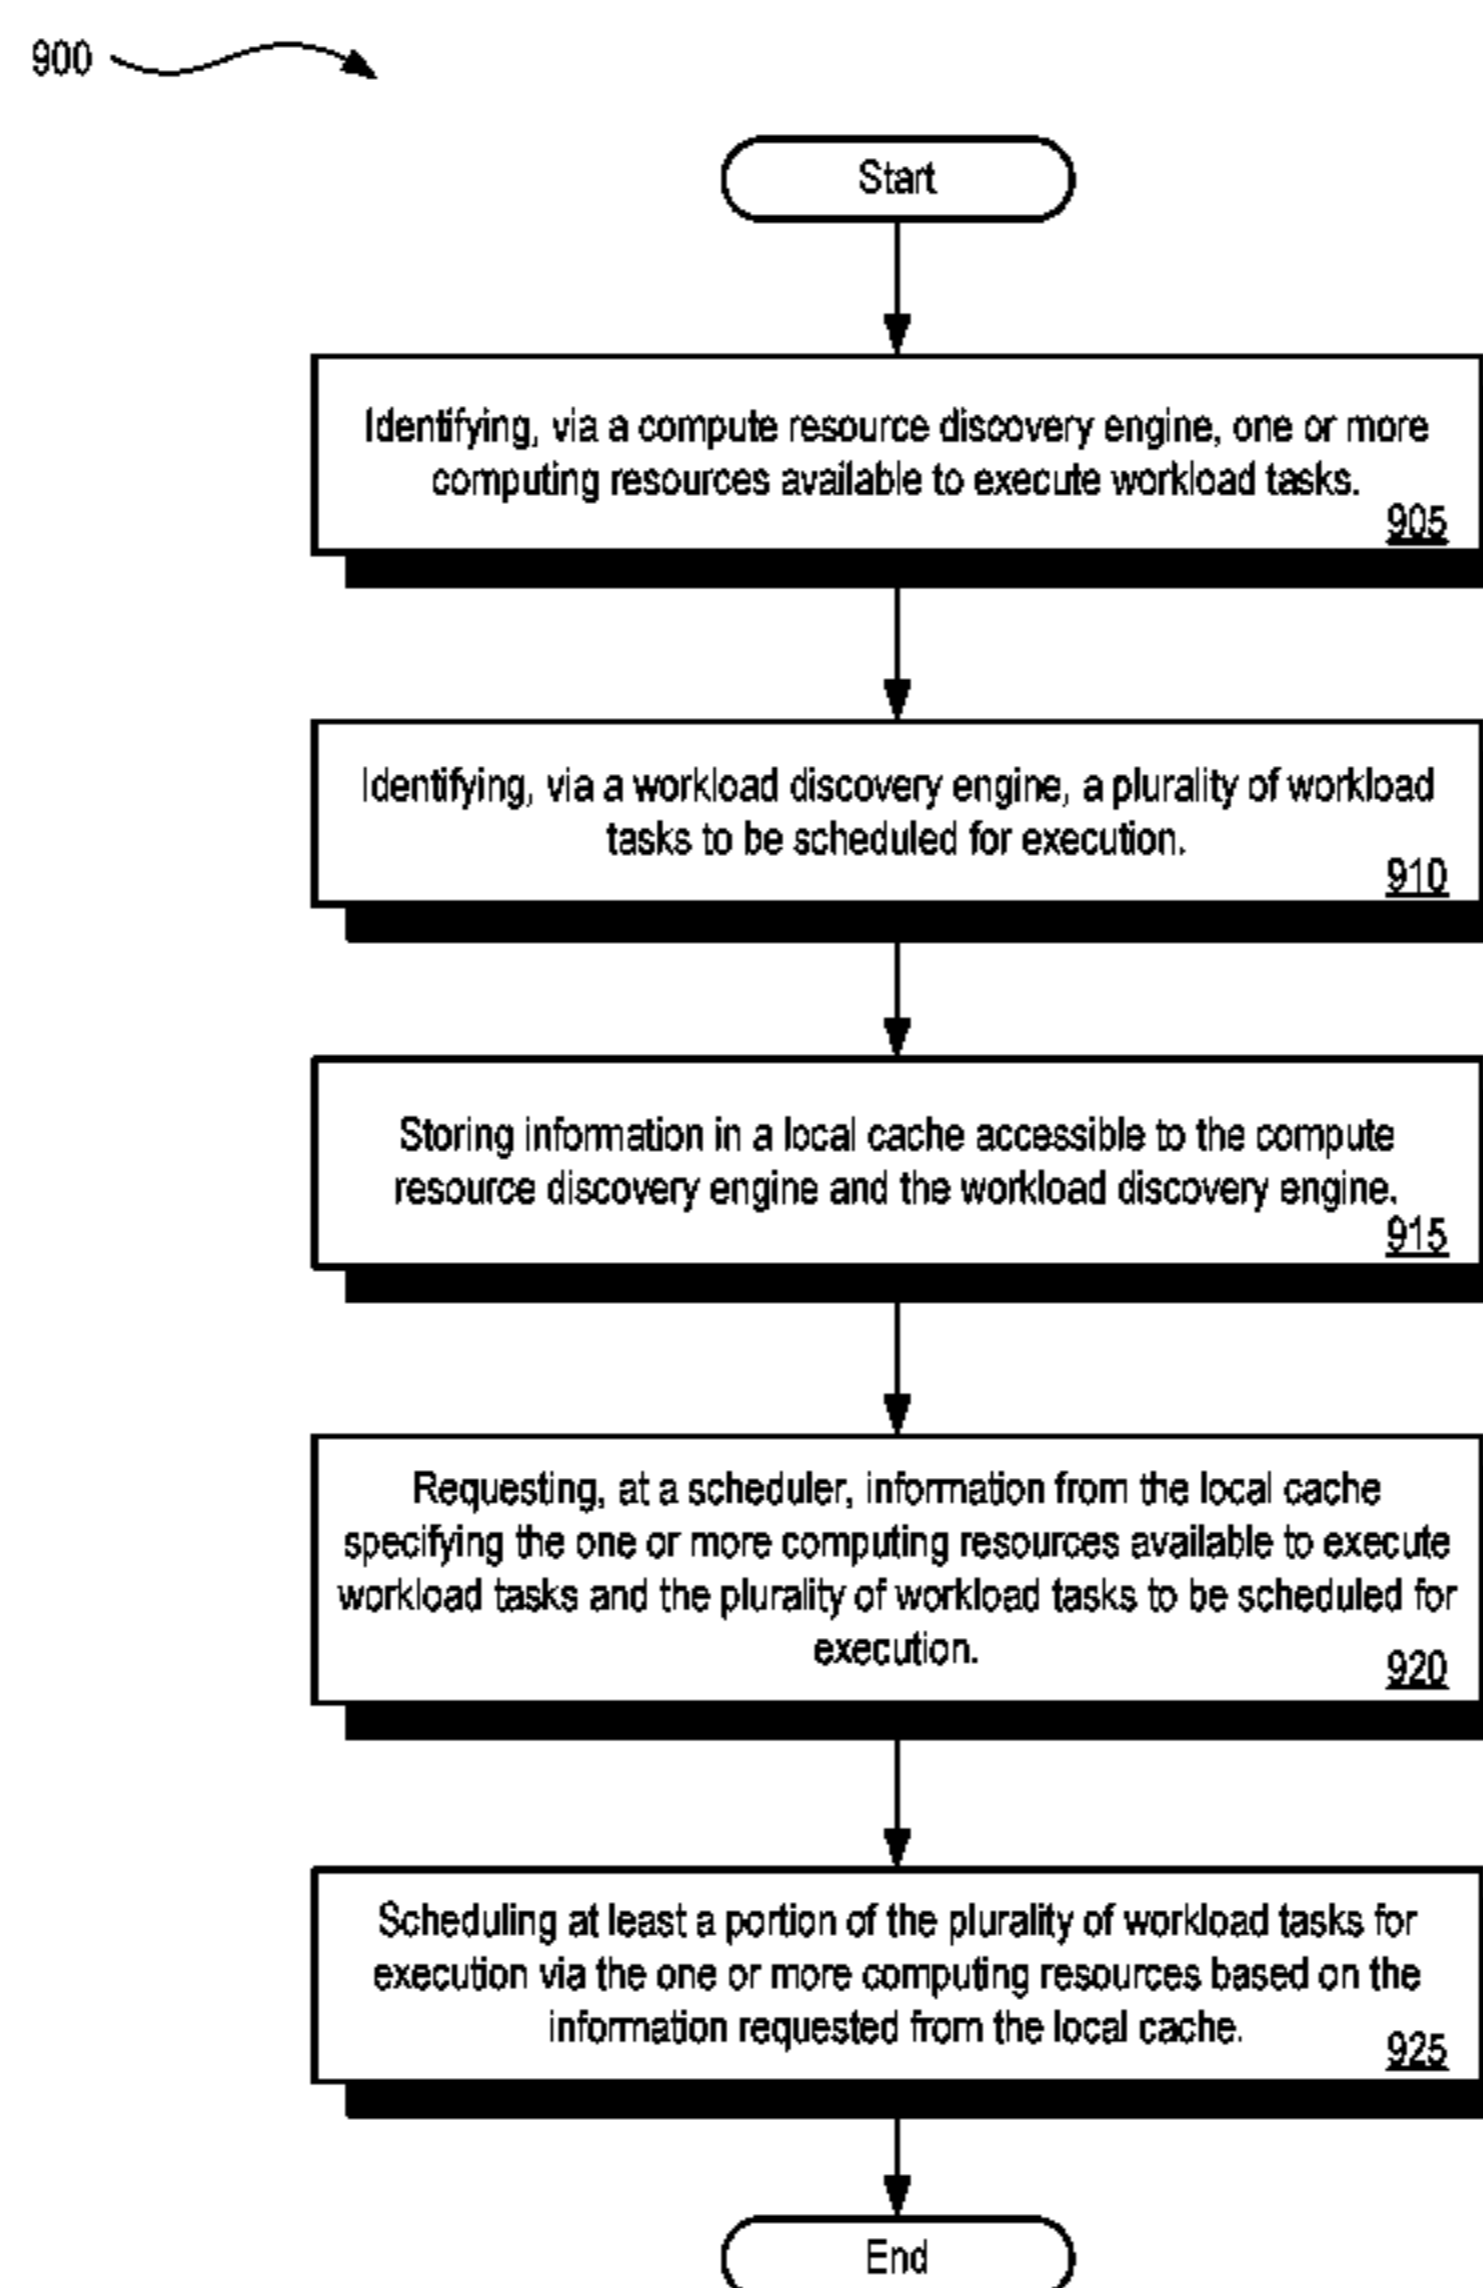 900
Start
Identifying, via a compute resource discovery engine, one or more
computing resources available to execute workload tasks.
905
Identifying, via a workload discovery engine, a plurality of workload
tasks to be scheduled for execution.
910
Storing information in a local cache accessible to the compute
resource discovery engine and the workload discovery engine.
915
Requesting, at a scheduler, information from the local cache
specifying the one or more computing resources available to execute
workload tasks and the plurality of workload tasks to be scheduled for
execution.
920
Scheduling at least a portion of the plurality of workload tasks for
execution via the one or more computing resources based on the
information requested from the local cache.
925
End